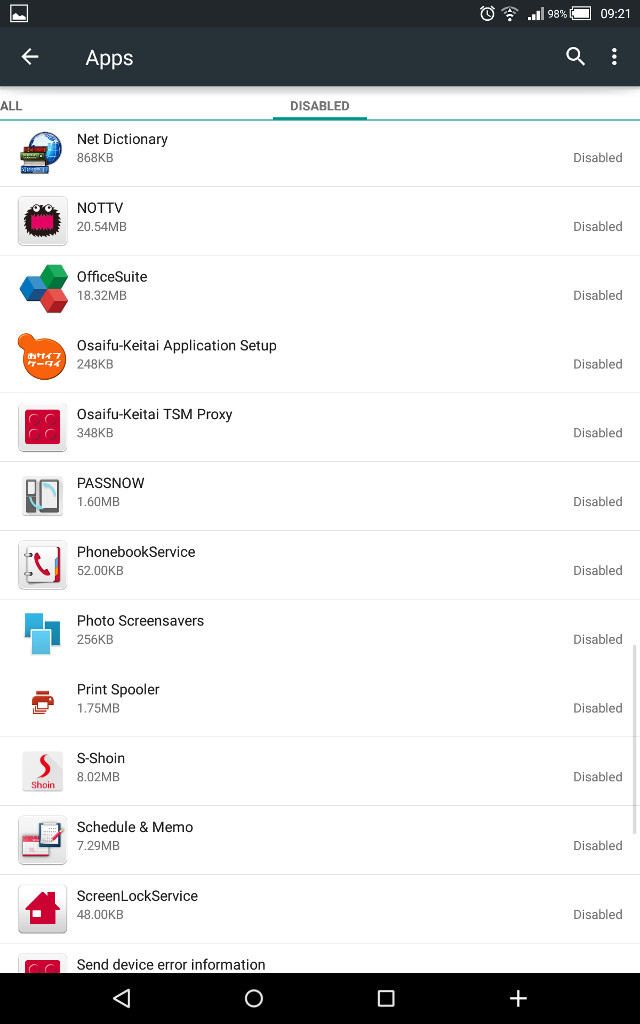 98% 09:21
Apps
ALL DISABLED
Net Dictionary
868KB Disabled
NOTTV
20.54MB Disabled
OfficeSuite
18.32MB Disabled
おサイフ
ケータイ
Osaifu-Keitai Application Setup
248KB Disabled
Osaifu-Keitai TSM Proxy
348KB Disabled
PASSNOW
1.60MB Disabled
PhonebookService
52.00KB Disabled
Photo Screensavers
256KB Disabled
Print Spooler
1.75MB Disabled
Shoin
S-Shoin
8.02MB Disabled
Schedule & Memo
7.29MB Disabled
ScreenLockService
48.00KB Disabled
Send device error information